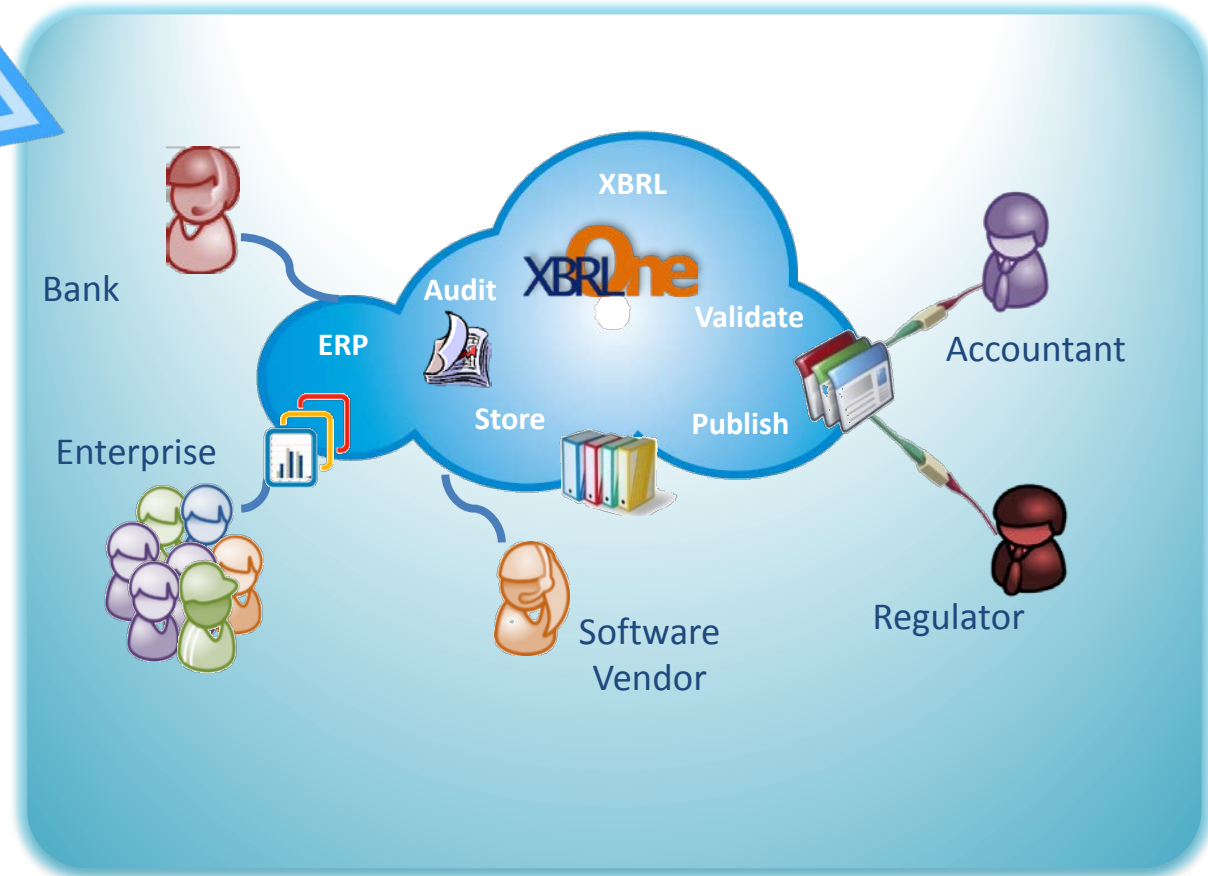 XBRL
XBRLOne
Bank
Audit
Validate
ERP
Accountant
Store
Publish
Enterprise
Regulator
Software
Vendor